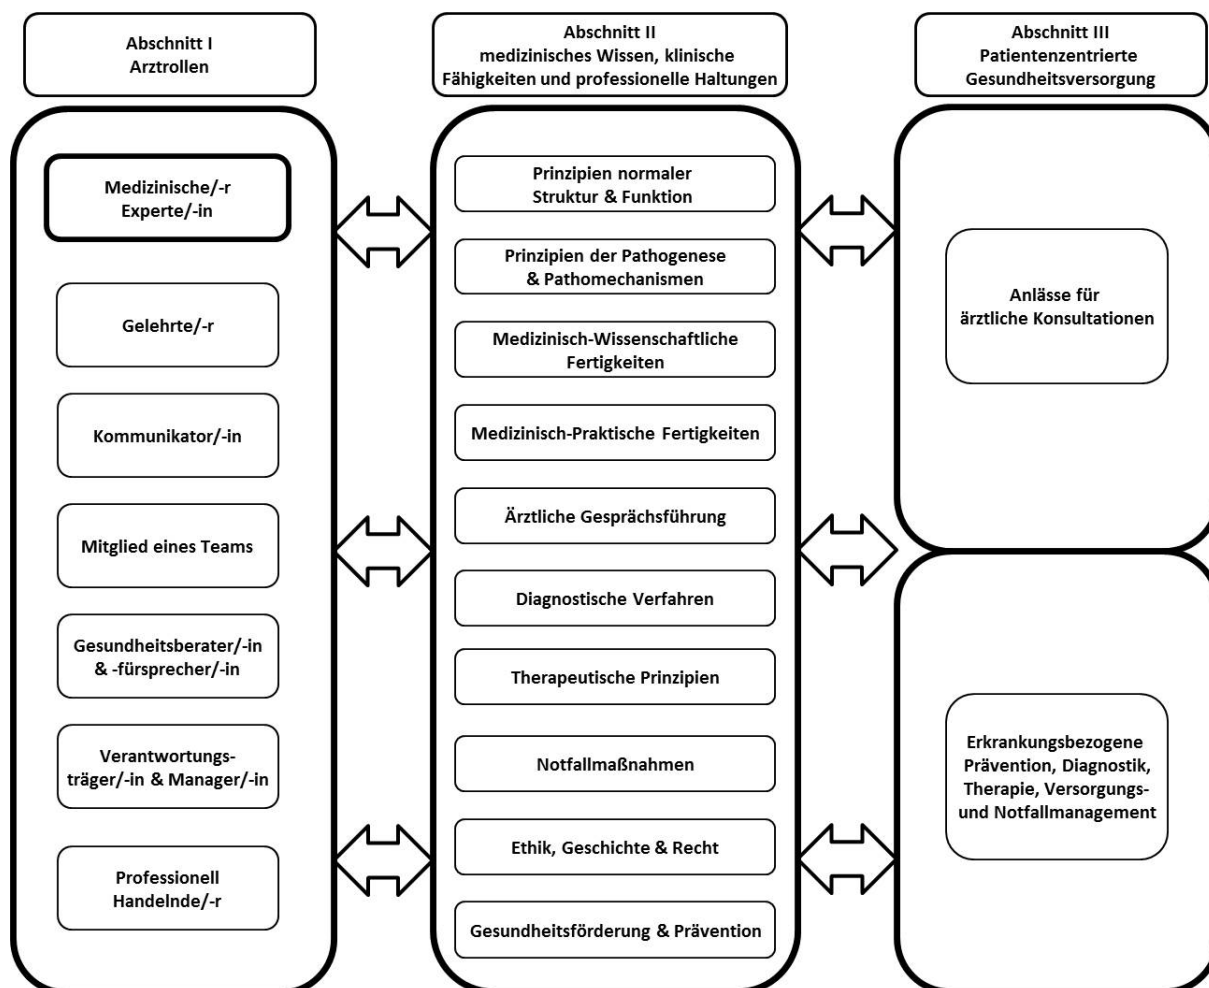 Abschnitt I
Arztrollen
Abschnitt II
medizinisches Wissen, klinische
Fähigkeiten und professionelle Haltungen
Abschnitt III
Patientenzentrierte
Gesundheitsversorgung
Medizinische/-r
Experte/-in
Gelehrte/-r
Kommunikator/-in
Mitglied eines Teams
Gesundheitsberater/-in
& -fürsprecher/-in
Verantwortungs-
träger/-in & Manager/-in
Professionell
Handelnde/-r
Prinzipien normaler
Struktur & Funktion
Prinzipien der Pathogenese
& Pathomechanismen
Medizinisch-Wissenschaftliche
Fertigkeiten
Medizinisch-Praktische Fertigkeiten
Ärztliche Gesprächsführung
Diagnostische Verfahren
Therapeutische Prinzipien
Notfallmaßnahmen
Ethik, Geschichte & Recht
Gesundheitsförderung & Prävention
Anlässe für
ärztliche Konsultationen
Erkrankungsbezogene
Prävention, Diagnostik,
Therapie, Versorgungs-
und Notfallmanagement